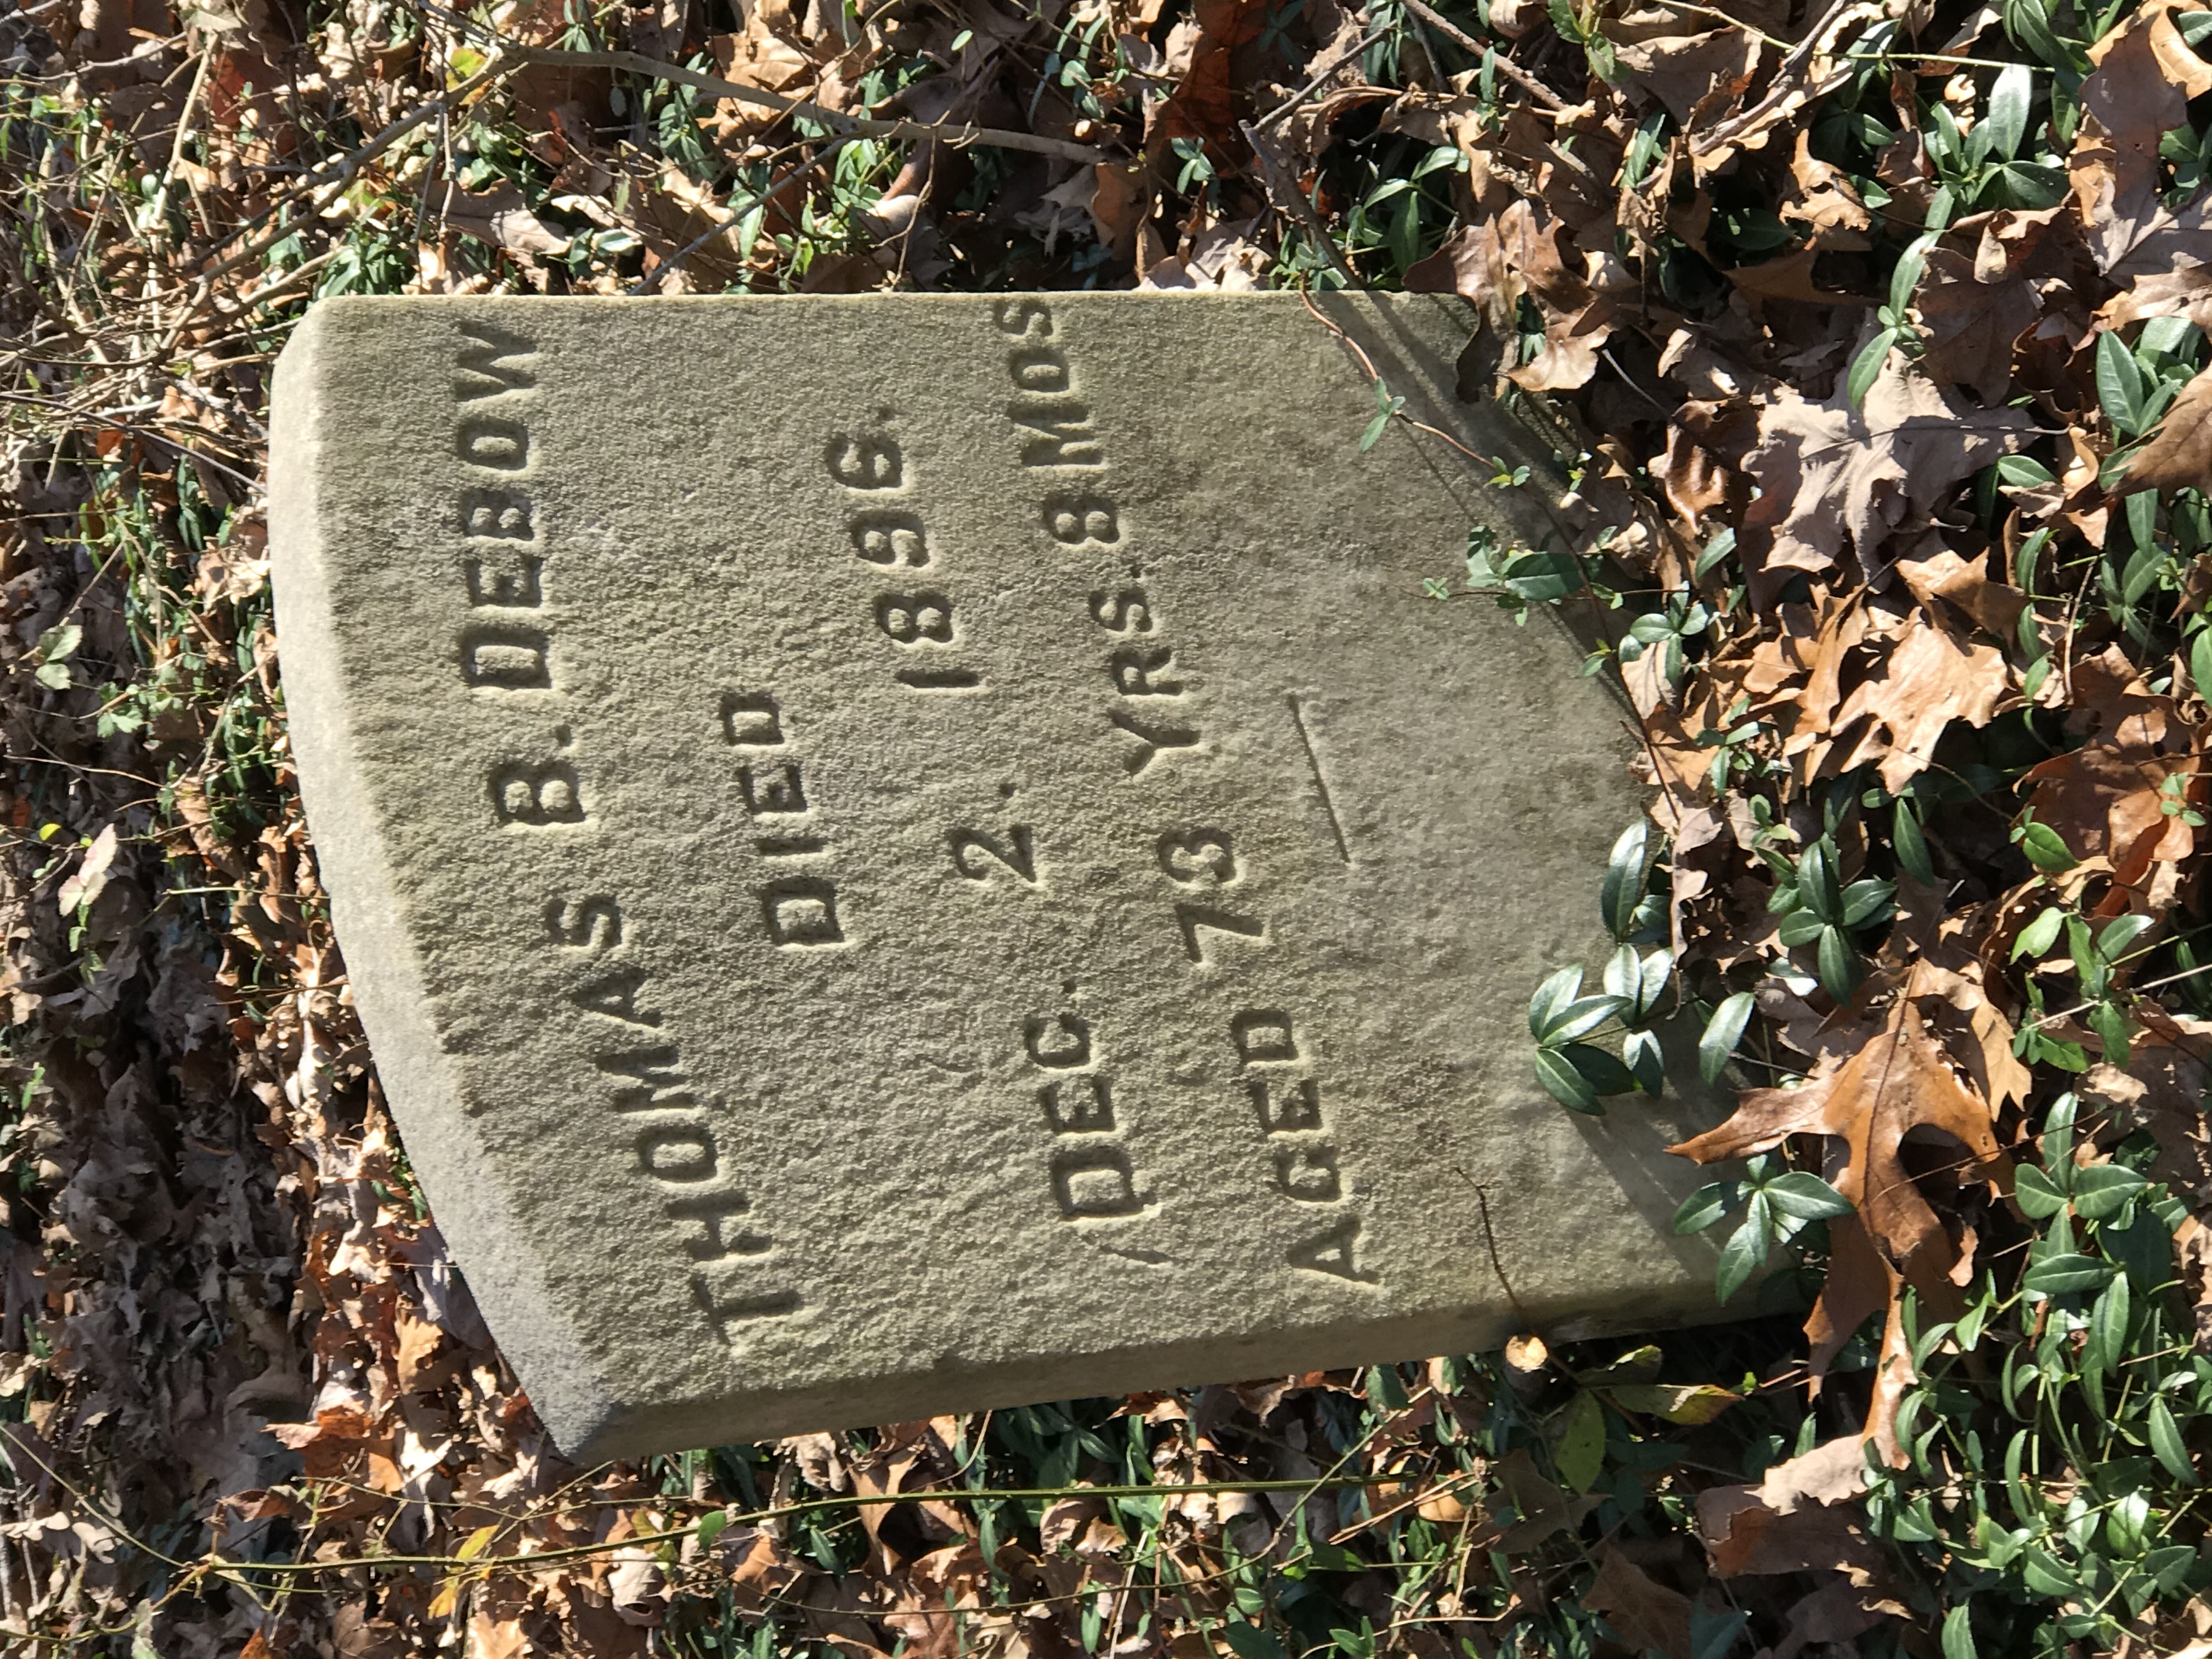 THOMAS B. DEBOW
DIED
DEC. 2. 1896.
AGED 73 YRS. 8 MOS